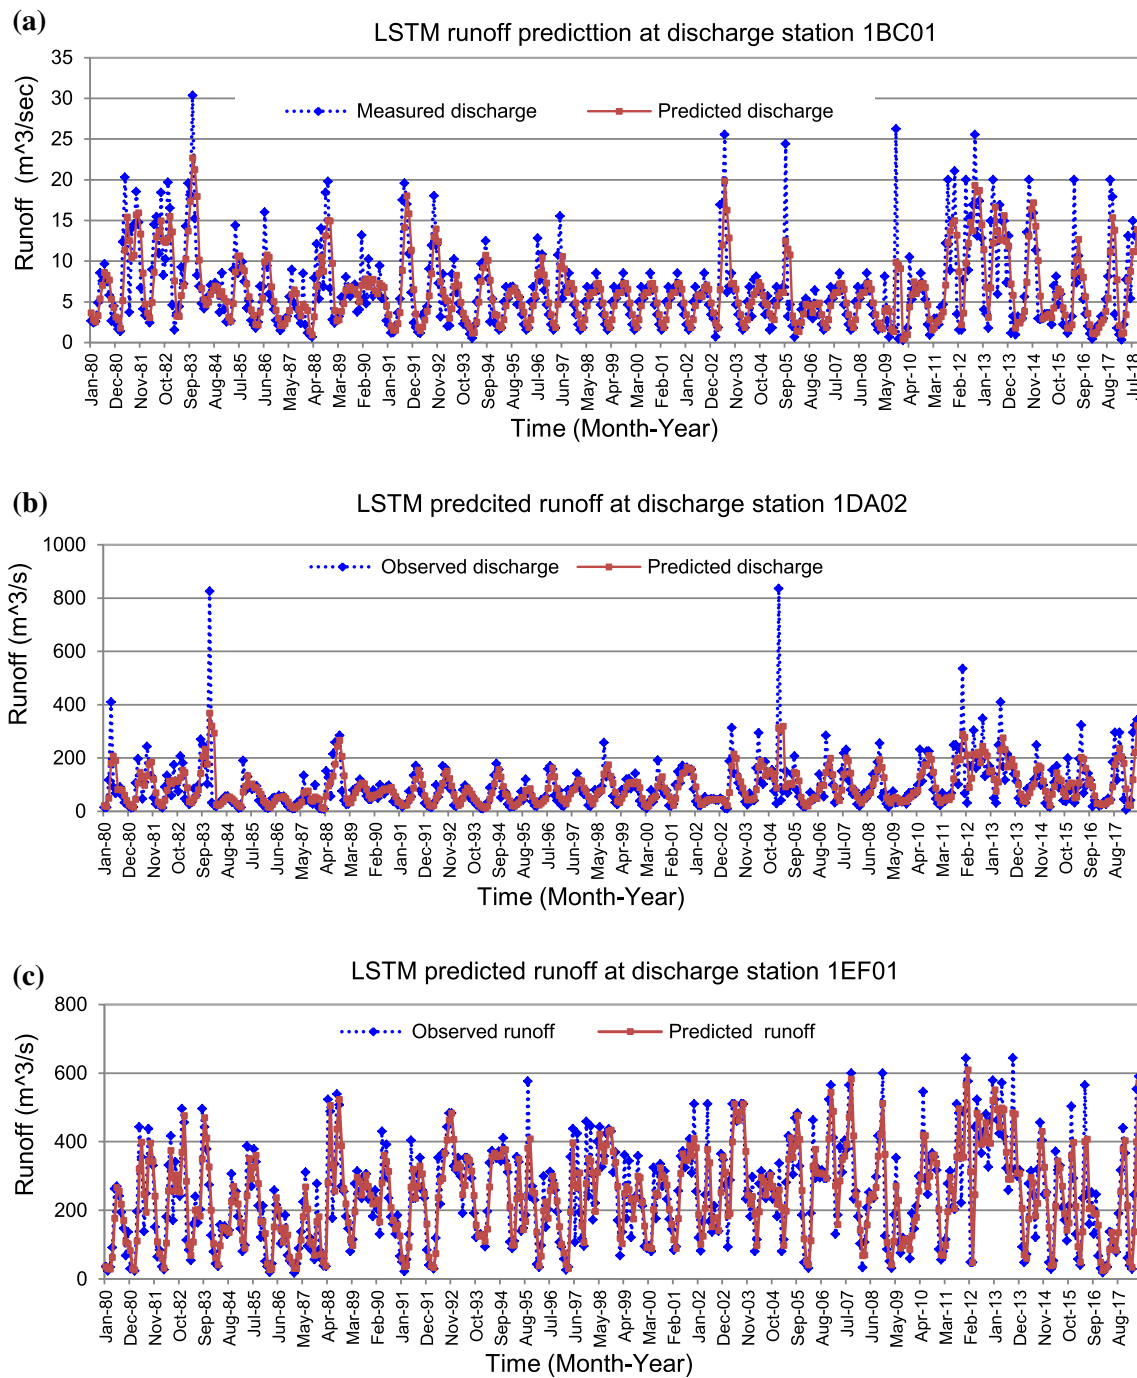 (a)
LSTM runoff predicttion at discharge station 1BC01
Runoff (m^3/sec)
35
30
25
20
15
10
5
0
Measured discharge Predicted discharge
Jan-80 Dec-80 Nov-81 Oct-82 Sep-83 Aug-84 Jul-85 Jun-86 May-87 Apr-88 Mar-89 Feb-90 Jan-91 Dec-91 Nov-92 Oct-93 Sep-94 Aug-95 Jul-96 Jun-97 May-98 Apr-99 Mar-00 Feb-01 Jan-02 Dec-02 Nov-03 Oct-04 Sep-05 Aug-06 Jul-07 Jun-08 May-09 Apr-10 Mar-11 Feb-12 Jan-13 Dec-13 Nov-14 Oct-15 Sep-16 Aug-17 Jul-18
Time (Month-Year)
(b)
LSTM predcited runoff at discharge station 1DA02
Runoff (m^3/s)
1000
800
600
400
200
0
Observed discharge Predicted discharge
Jan-80 Dec-80 Nov-81 Oct-82 Sep-83 Aug-84 Jul-85 Jun-86 May-87 Apr-88 Mar-89 Feb-90 Jan-91 Dec-91 Nov-92 Oct-93 Sep-94 Aug-95 Jul-96 Jun-97 May-98 Apr-99 Mar-00 Feb-01 Jan-02 Dec-02 Nov-03 Oct-04 Sep-05 Aug-06 Jul-07 Jun-08 May-09 Apr-10 Mar-11 Feb-12 Jan-13 Dec-13 Nov-14 Oct-15 Sep-16 Aug-17
Time (Month-Year)
(c)
LSTM predicted runoff at discharge station 1EF01
Runoff (m^3/s)
800
600
400
200
0
Observed runoff Predicted runoff
Jan-80 Dec-80 Nov-81 Oct-82 Sep-83 Aug-84 Jul-85 Jun-86 May-87 Apr-88 Mar-89 Feb-90 Jan-91 Dec-91 Nov-92 Oct-93 Sep-94 Aug-95 Jul-96 Jun-97 May-98 Apr-99 Mar-00 Feb-01 Jan-02 Dec-02 Nov-03 Oct-04 Sep-05 Aug-06 Jul-07 Jun-08 May-09 Apr-10 Mar-11 Feb-12 Jan-13 Dec-13 Nov-14 Oct-15 Sep-16 Aug-17
Time (Month-Year)